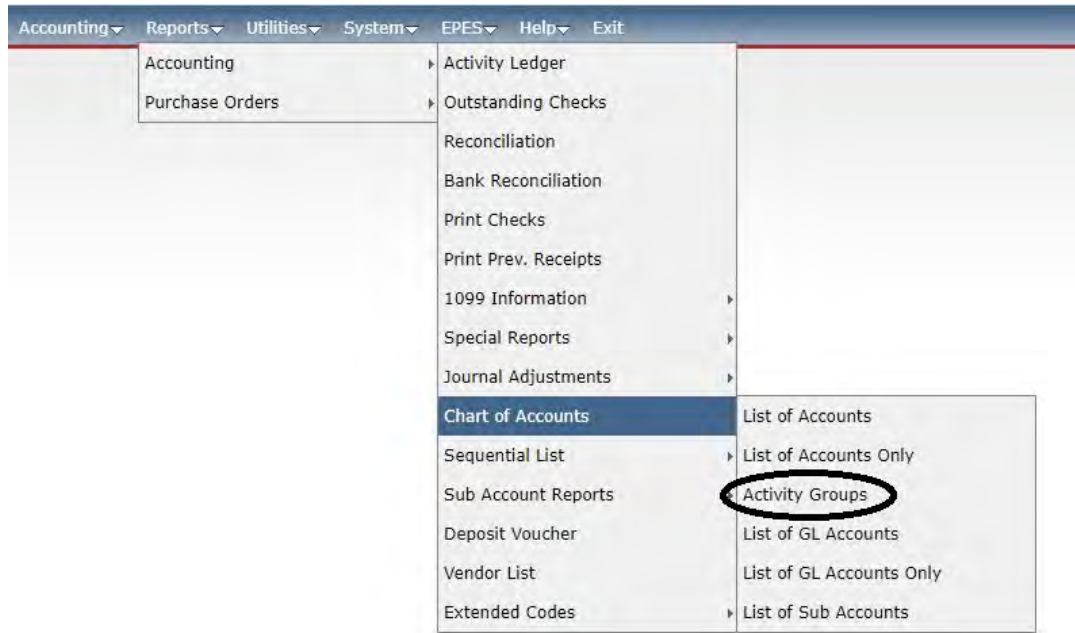 Accounting Reports Utilities System EPES Help Exit
Accounting
Purchase Orders
Activity Ledger
Outstanding Checks
Reconciliation
Bank Reconciliation
Print Checks
Print Prev. Receipts
1099 Information
Special Reports
Journal Adjustments
Chart of Accounts
Sequential List
Sub Account Reports
Deposit Voucher
Vendor List
Extended Codes
List of Accounts
List of Accounts Only
Activity Groups
List of GL Accounts
List of GL Accounts Only
List of Sub Accounts